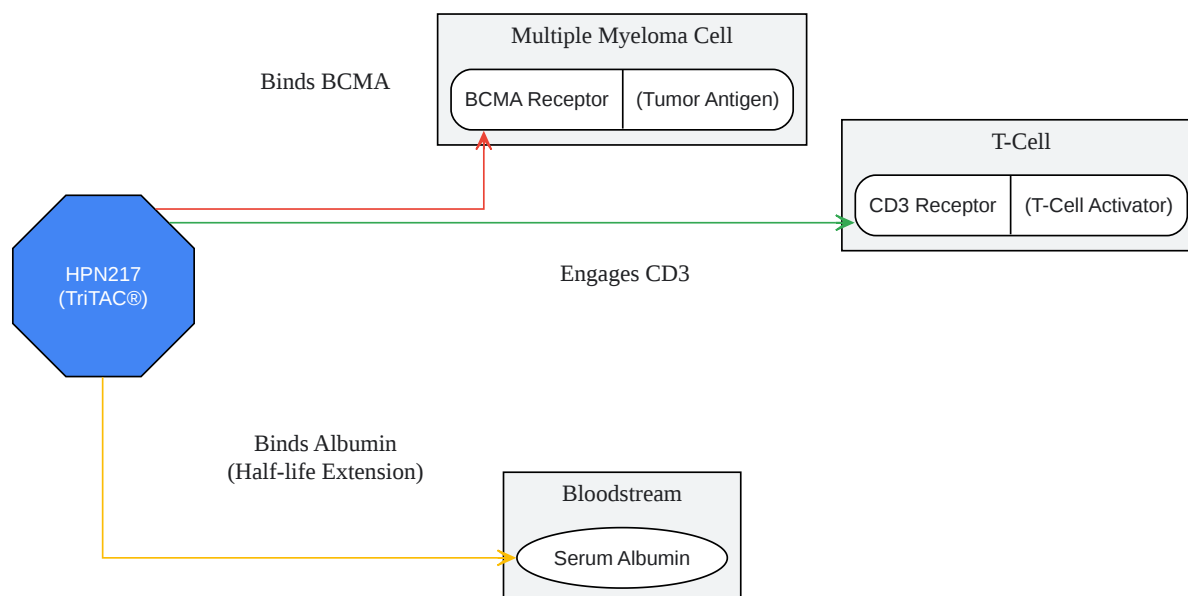 Multiple Myeloma Cell
Binds BCMA
BCMA Receptor
(Tumor Antigen)
T-Cell
CD3 Receptor
(T-Cell Activator)
Engages CD3
HPN217
(TriTAC®)
Binds Albumin
(Half-life Extension)
Bloodstream
Serum Albumin